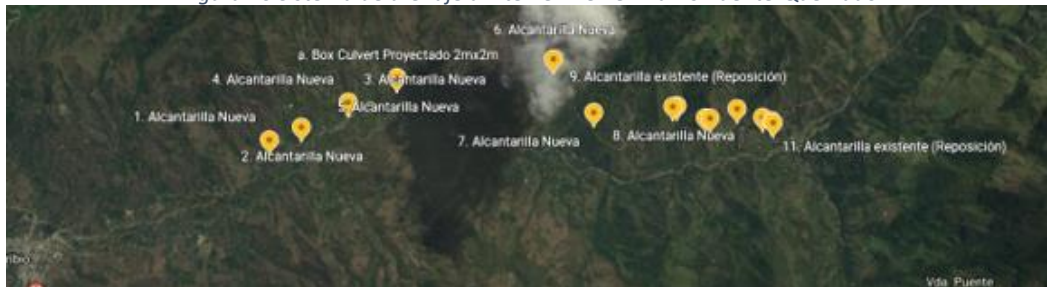 6. Alcantarilla Nueva
a. Box Culvert Proyectado 2mx2m
4. Alcantarilla Nueva
3. Alcantarilla Nueva
9. Alcantarilla existente (Reposición)
5. Alcantarilla Nueva
1. Alcantarilla Nueva
7. Alcantarilla Nueva
8. Alcantarilla Nueva
2. Alcantarilla Nueva
11. Alcantarilla existente (Reposición)
Vda. Puente